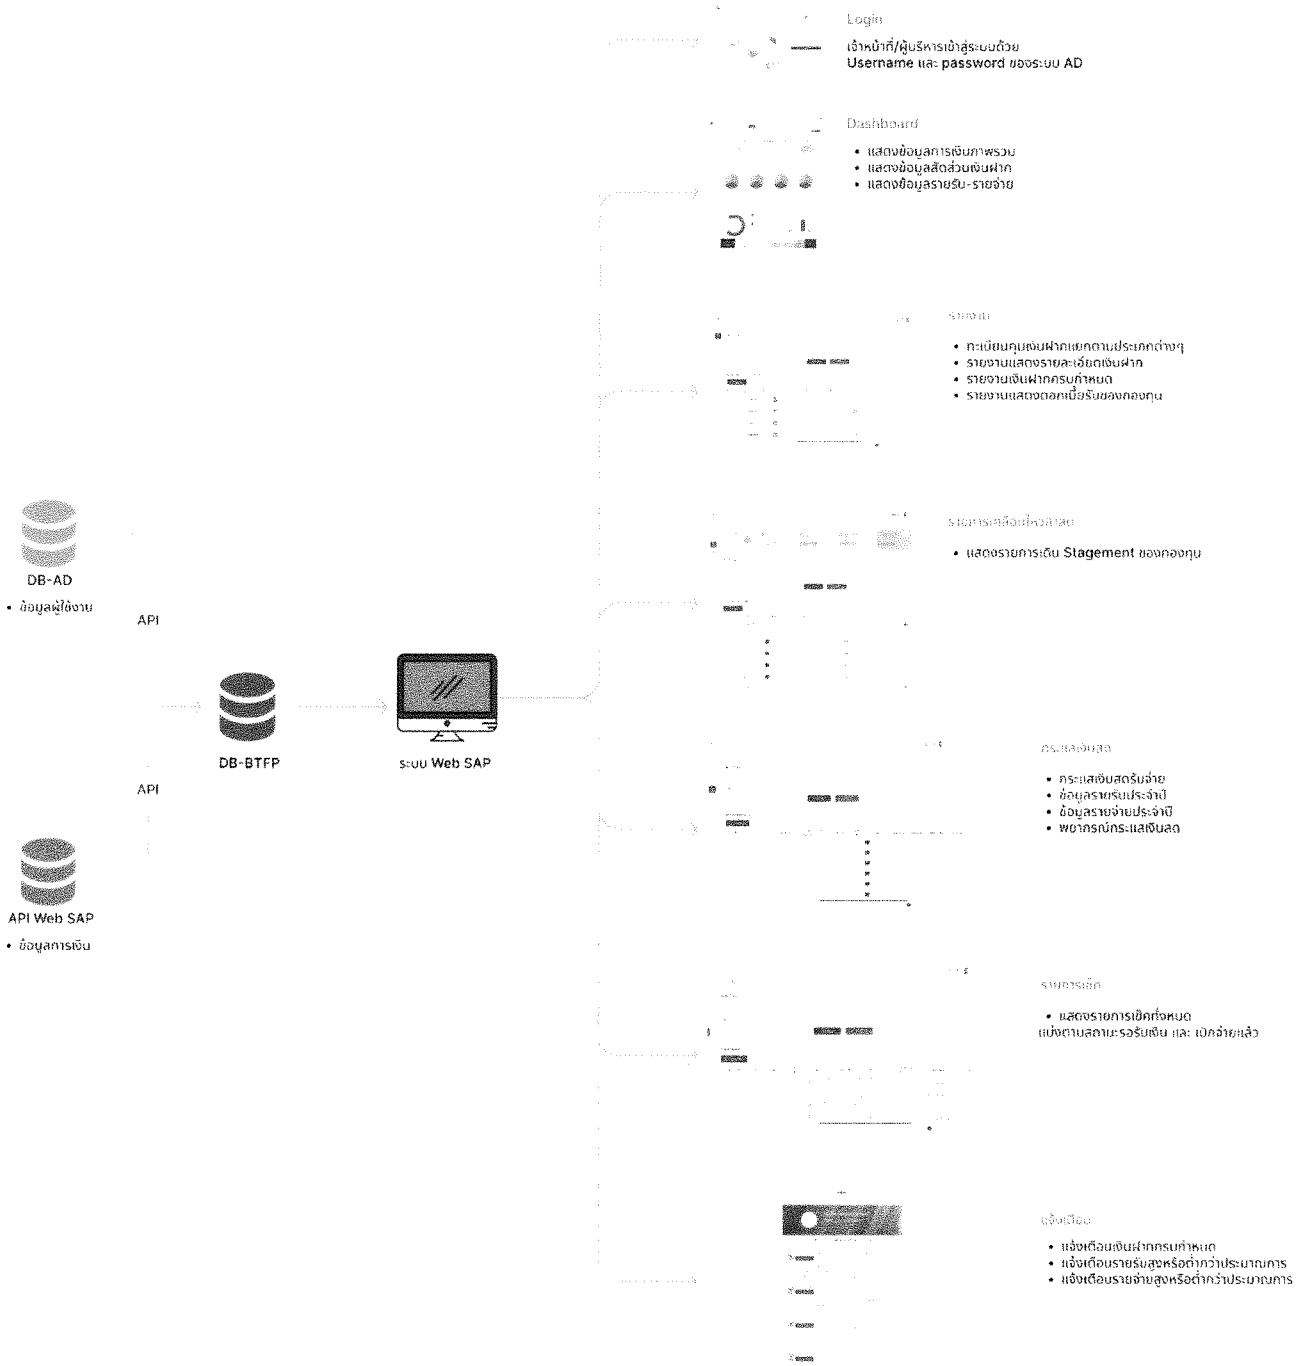 Login
เจ้าหน้าที่/ผู้บริหารเข้าสู่ระบบด้วย
Username และ password ของระบบ AD
Dashboard
• แสดงข้อมูลการเงินภาพรวม
• แสดงข้อมูลสัดส่วนเงินฝาก
• แสดงข้อมูลรายรับ-รายจ่าย
รายงาน
• ทะเบียนคุมเงินฝากแยกตามประเภทต่างๆ
• รายงานแสดงรายละเอียดเงินฝาก
• รายงานเงินฝากครบกำหนด
• รายงานแสดงดอกเบี้ยรับของกองทุน
รายการเคลื่อนไหวล่าสุด
• แสดงรายการเดิน Stagement ของกองทุน
DB-AD
• ข้อมูลผู้ใช้งาน
API
DB-BTFP
ระบบ Web SAP
API
API Web SAP
• ข้อมูลการเงิน
กระแสเงินสด
• กระแสเงินสดรับจ่าย
• ข้อมูลรายรับประจำปี
• ข้อมูลรายจ่ายประจำปี
• พยากรณ์กระแสเงินสด
รายการเช็ค
• แสดงรายการเช็คทั้งหมด
แบ่งตามสถานะรอรับเงิน และ เบิกจ่ายแล้ว
แจ้งเตือน
• แจ้งเตือนเงินฝากครบกำหนด
• แจ้งเตือนรายรับสูงหรือต่ำกว่าประมาณการ
• แจ้งเตือนรายจ่ายสูงหรือต่ำกว่าประมาณการ